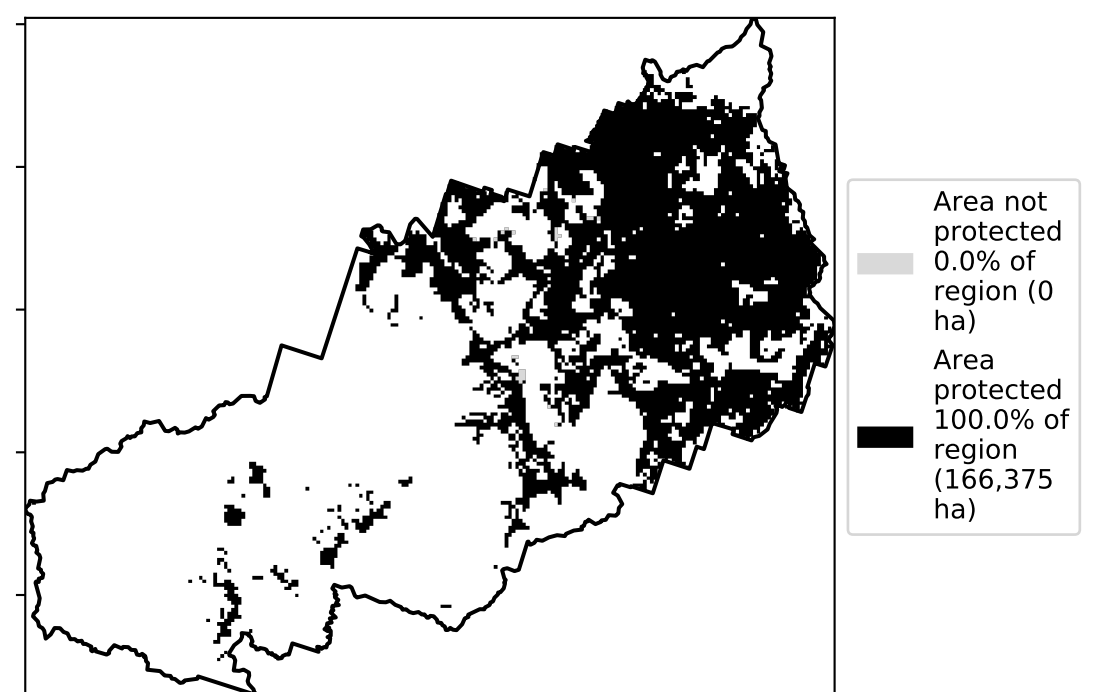 Area not
protected
0.0% of
region (0
ha)
Area
protected
100.0% of
region
(166,375
ha)